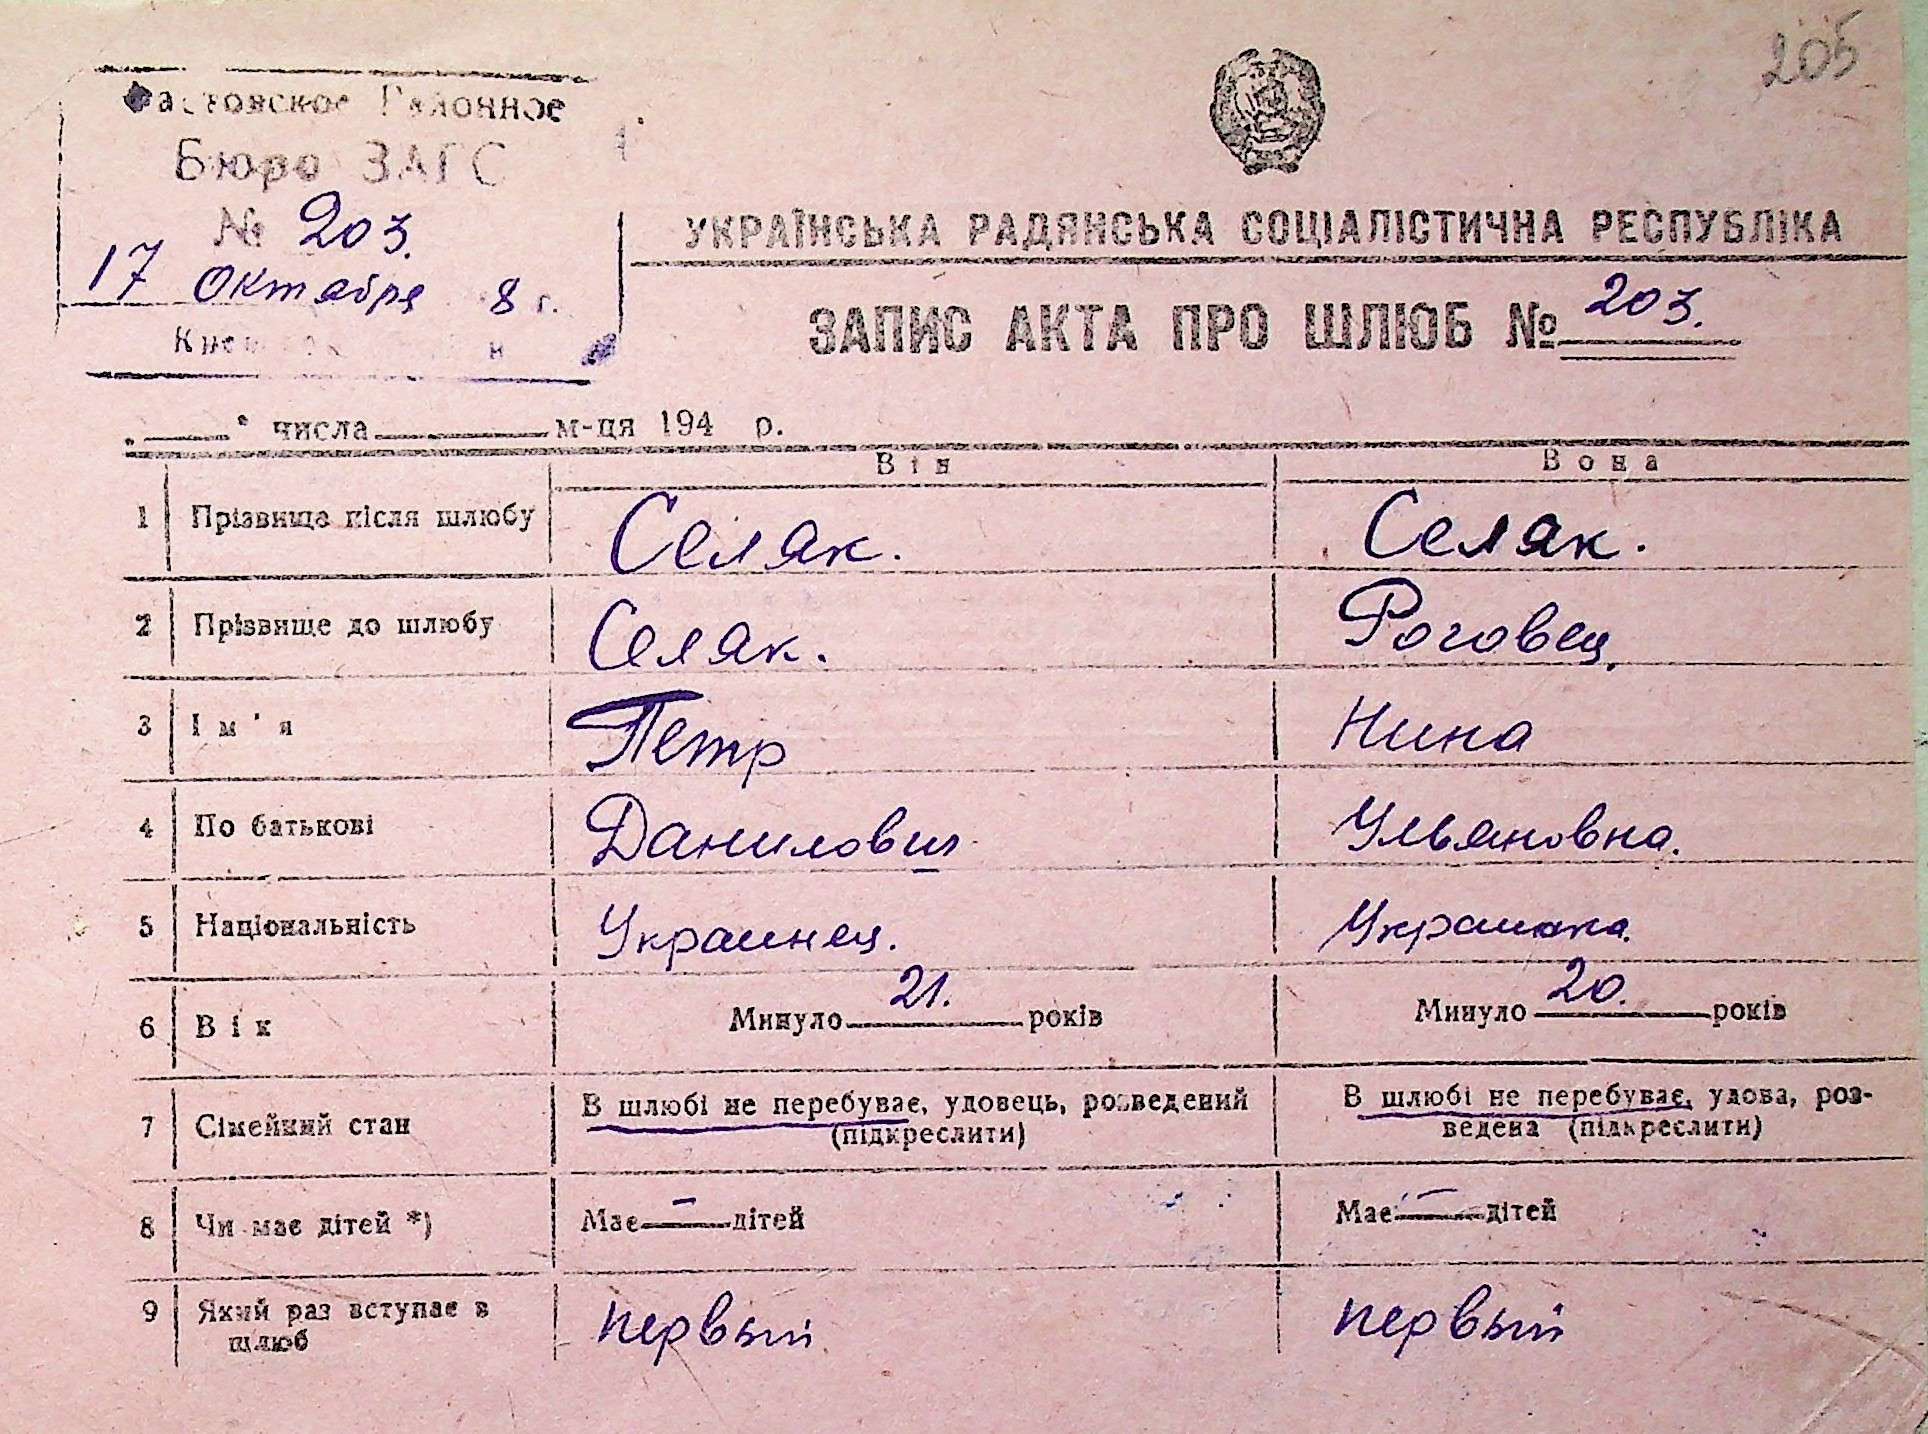 205
Фастовское Районное
Бюро ЗАГС
№ 203.
17 Октября 8 г.
УКРАЇНСЬКА РАДЯНСЬКА СОЦІАЛІСТИЧНА РЕСПУБЛІКА
ЗАПИС АКТА ПРО ШЛЮБ № 203.
„ “ числа м-ця 194 р.
Він Вона
1 Прізвище після шлюбу Селяк. Селяк.
2 Прізвище до шлюбу Селяк. Роговец.
3 Ім'я Петр Нина
4 По батькові Данилович Ульяновна.
5 Національність Украинец. Украинка.
6 Вік Минуло 21. років Минуло 20. років
7 Сімейний стан В шлюбі не перебуває, удовець, розведений (підкреслити) В шлюбі не перебуває, удова, роз-
ведена (підкреслити)
8 Чи має дітей *) Має — дітей Має — дітей
9 Який раз вступає в шлюб первый первый